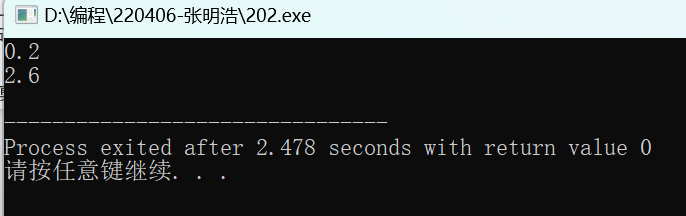 D:\编程\220406-张明浩\202.exe
0.2
2.6
--------------------------------
Process exited after 2.478 seconds with return value 0
请按任意键继续. . .